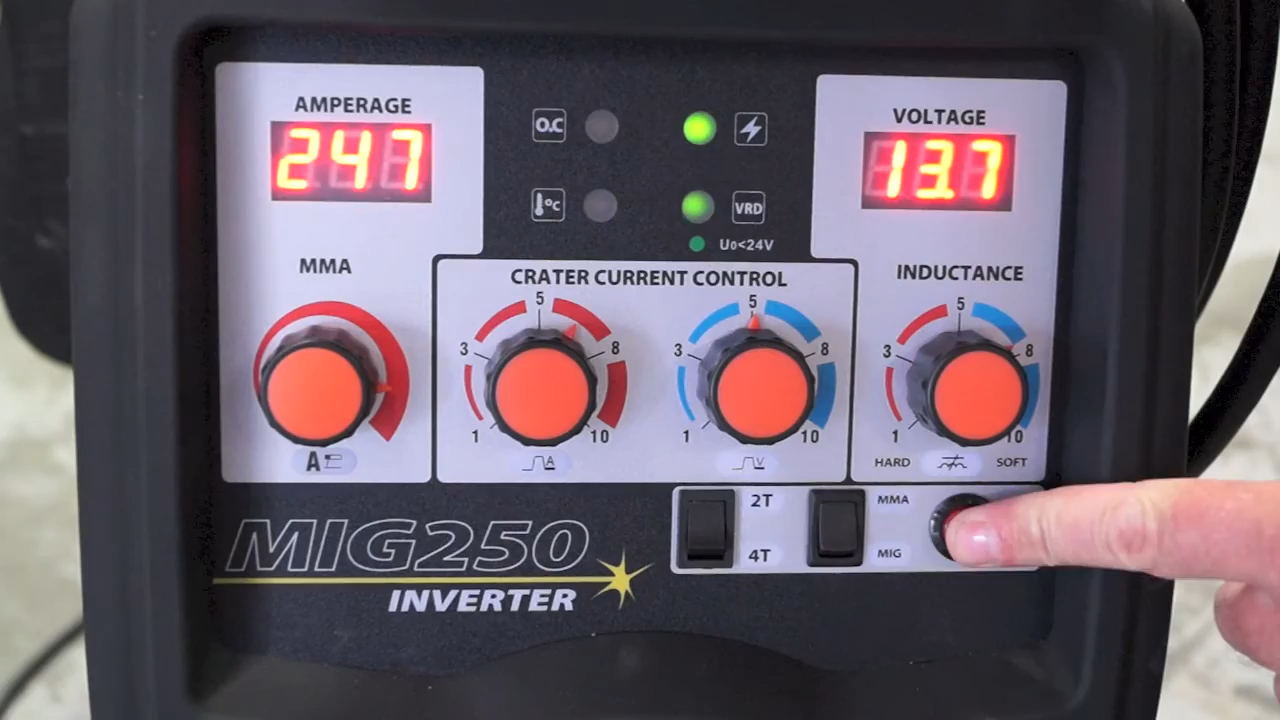 AMPERAGE
247
O.C
°C
VRD
U0<24V
VOLTAGE
13.7
MMA
A
CRATER CURRENT CONTROL
1 3 5 8 10
A
1 3 5 8 10
V
INDUCTANCE
1 3 5 8 10
HARD SOFT
2T
4T
MMA
MIG
MIG250
INVERTER